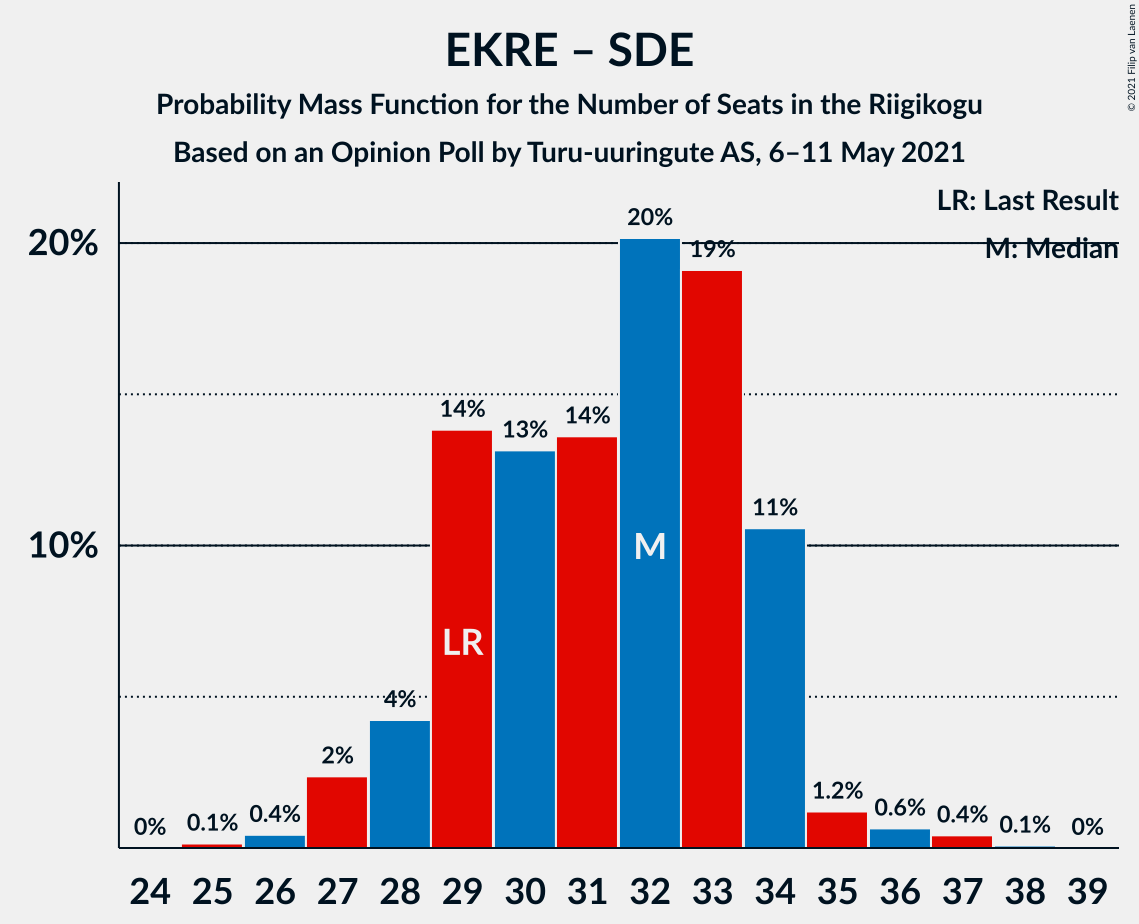 EKRE – SDE
Probability Mass Function for the Number of Seats in the Riigikogu
Based on an Opinion Poll by Turu-uuringute AS, 6–11 May 2021
© 2021 Filip van Laenen
LR: Last Result
M: Median
20%
10%
0%
0.1%
0.4%
2%
4%
14%
13%
14%
20%
19%
11%
1.2%
0.6%
0.4%
0.1%
0%
LR
M
24 25 26 27 28 29 30 31 32 33 34 35 36 37 38 39